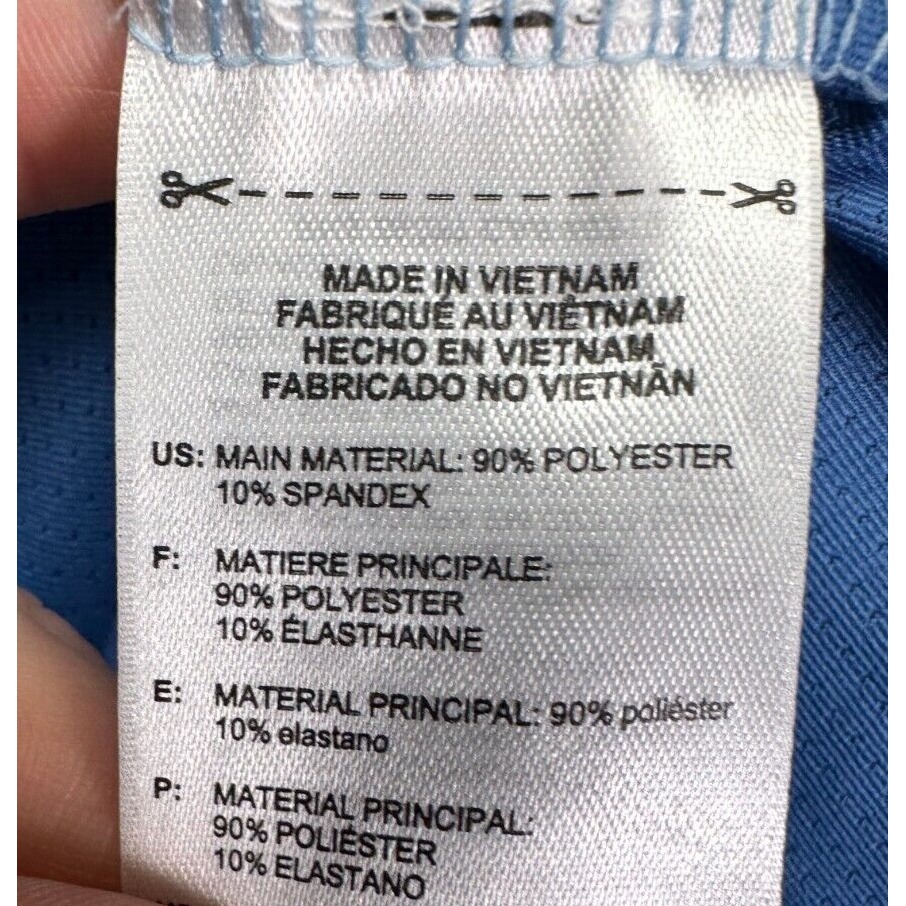 MADE IN VIETNAM
FABRIQUÉ AU VIÊTNAM
HECHO EN VIETNAM
FABRICADO NO VIETNÃN
US: MAIN MATERIAL: 90% POLYESTER
10% SPANDEX
F: MATIERE PRINCIPALE:
90% POLYESTER
10% ÉLASTHANNE
E: MATERIAL PRINCIPAL: 90% poliéster
10% elastano
P: MATERIAL PRINCIPAL:
90% POLIÉSTER
10% ELASTANO